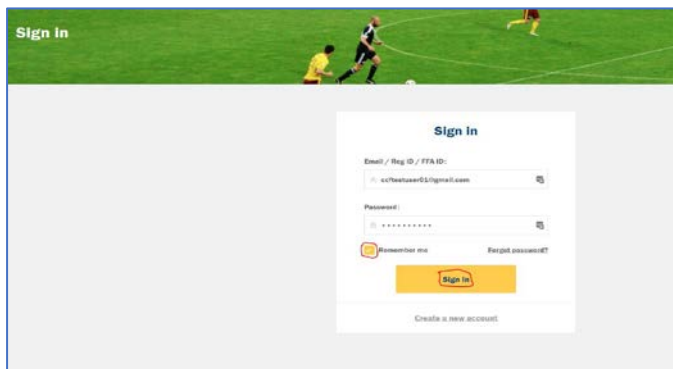 Sign in
Sign in
Email / Reg ID / FFA ID:
Password:
Remember me Forgot password?
Sign in
Create a new account